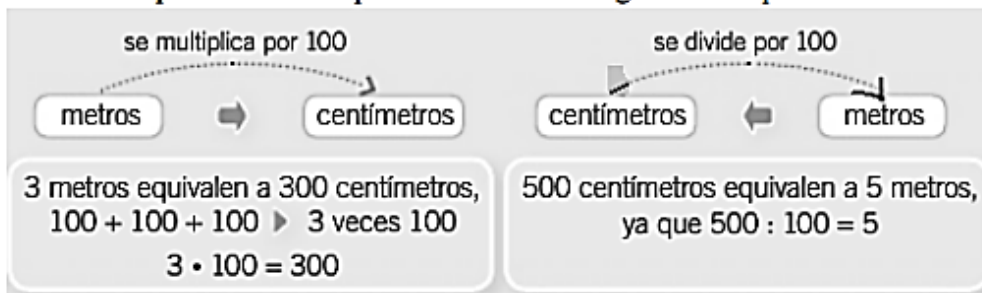 se multiplica por 100
metros
centímetros
3 metros equivalen a 300 centímetros,
100 + 100 + 100 ▶ 3 veces 100
3 • 100 = 300
se divide por 100
centímetros
metros
500 centímetros equivalen a 5 metros,
ya que 500 : 100 = 5